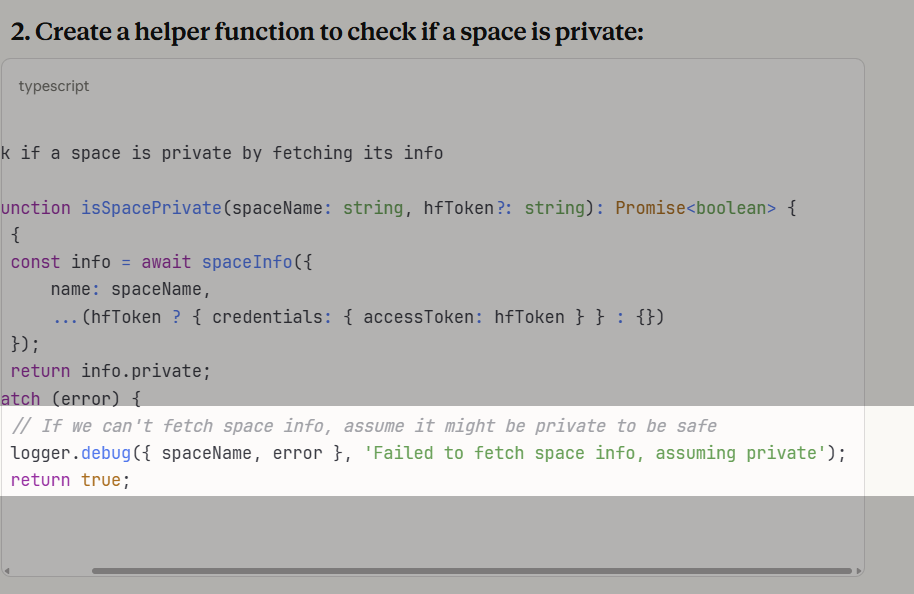 2. Create a helper function to check if a space is private:
typescript
k if a space is private by fetching its info
unction isSpacePrivate(spaceName: string, hfToken?: string): Promise<boolean> {
{
const info = await spaceInfo({
name: spaceName,
...(hfToken ? { credentials: { accessToken: hfToken } } : {})
});
return info.private;
atch (error) {
// If we can't fetch space info, assume it might be private to be safe
logger.debug({ spaceName, error }, 'Failed to fetch space info, assuming private');
return true;